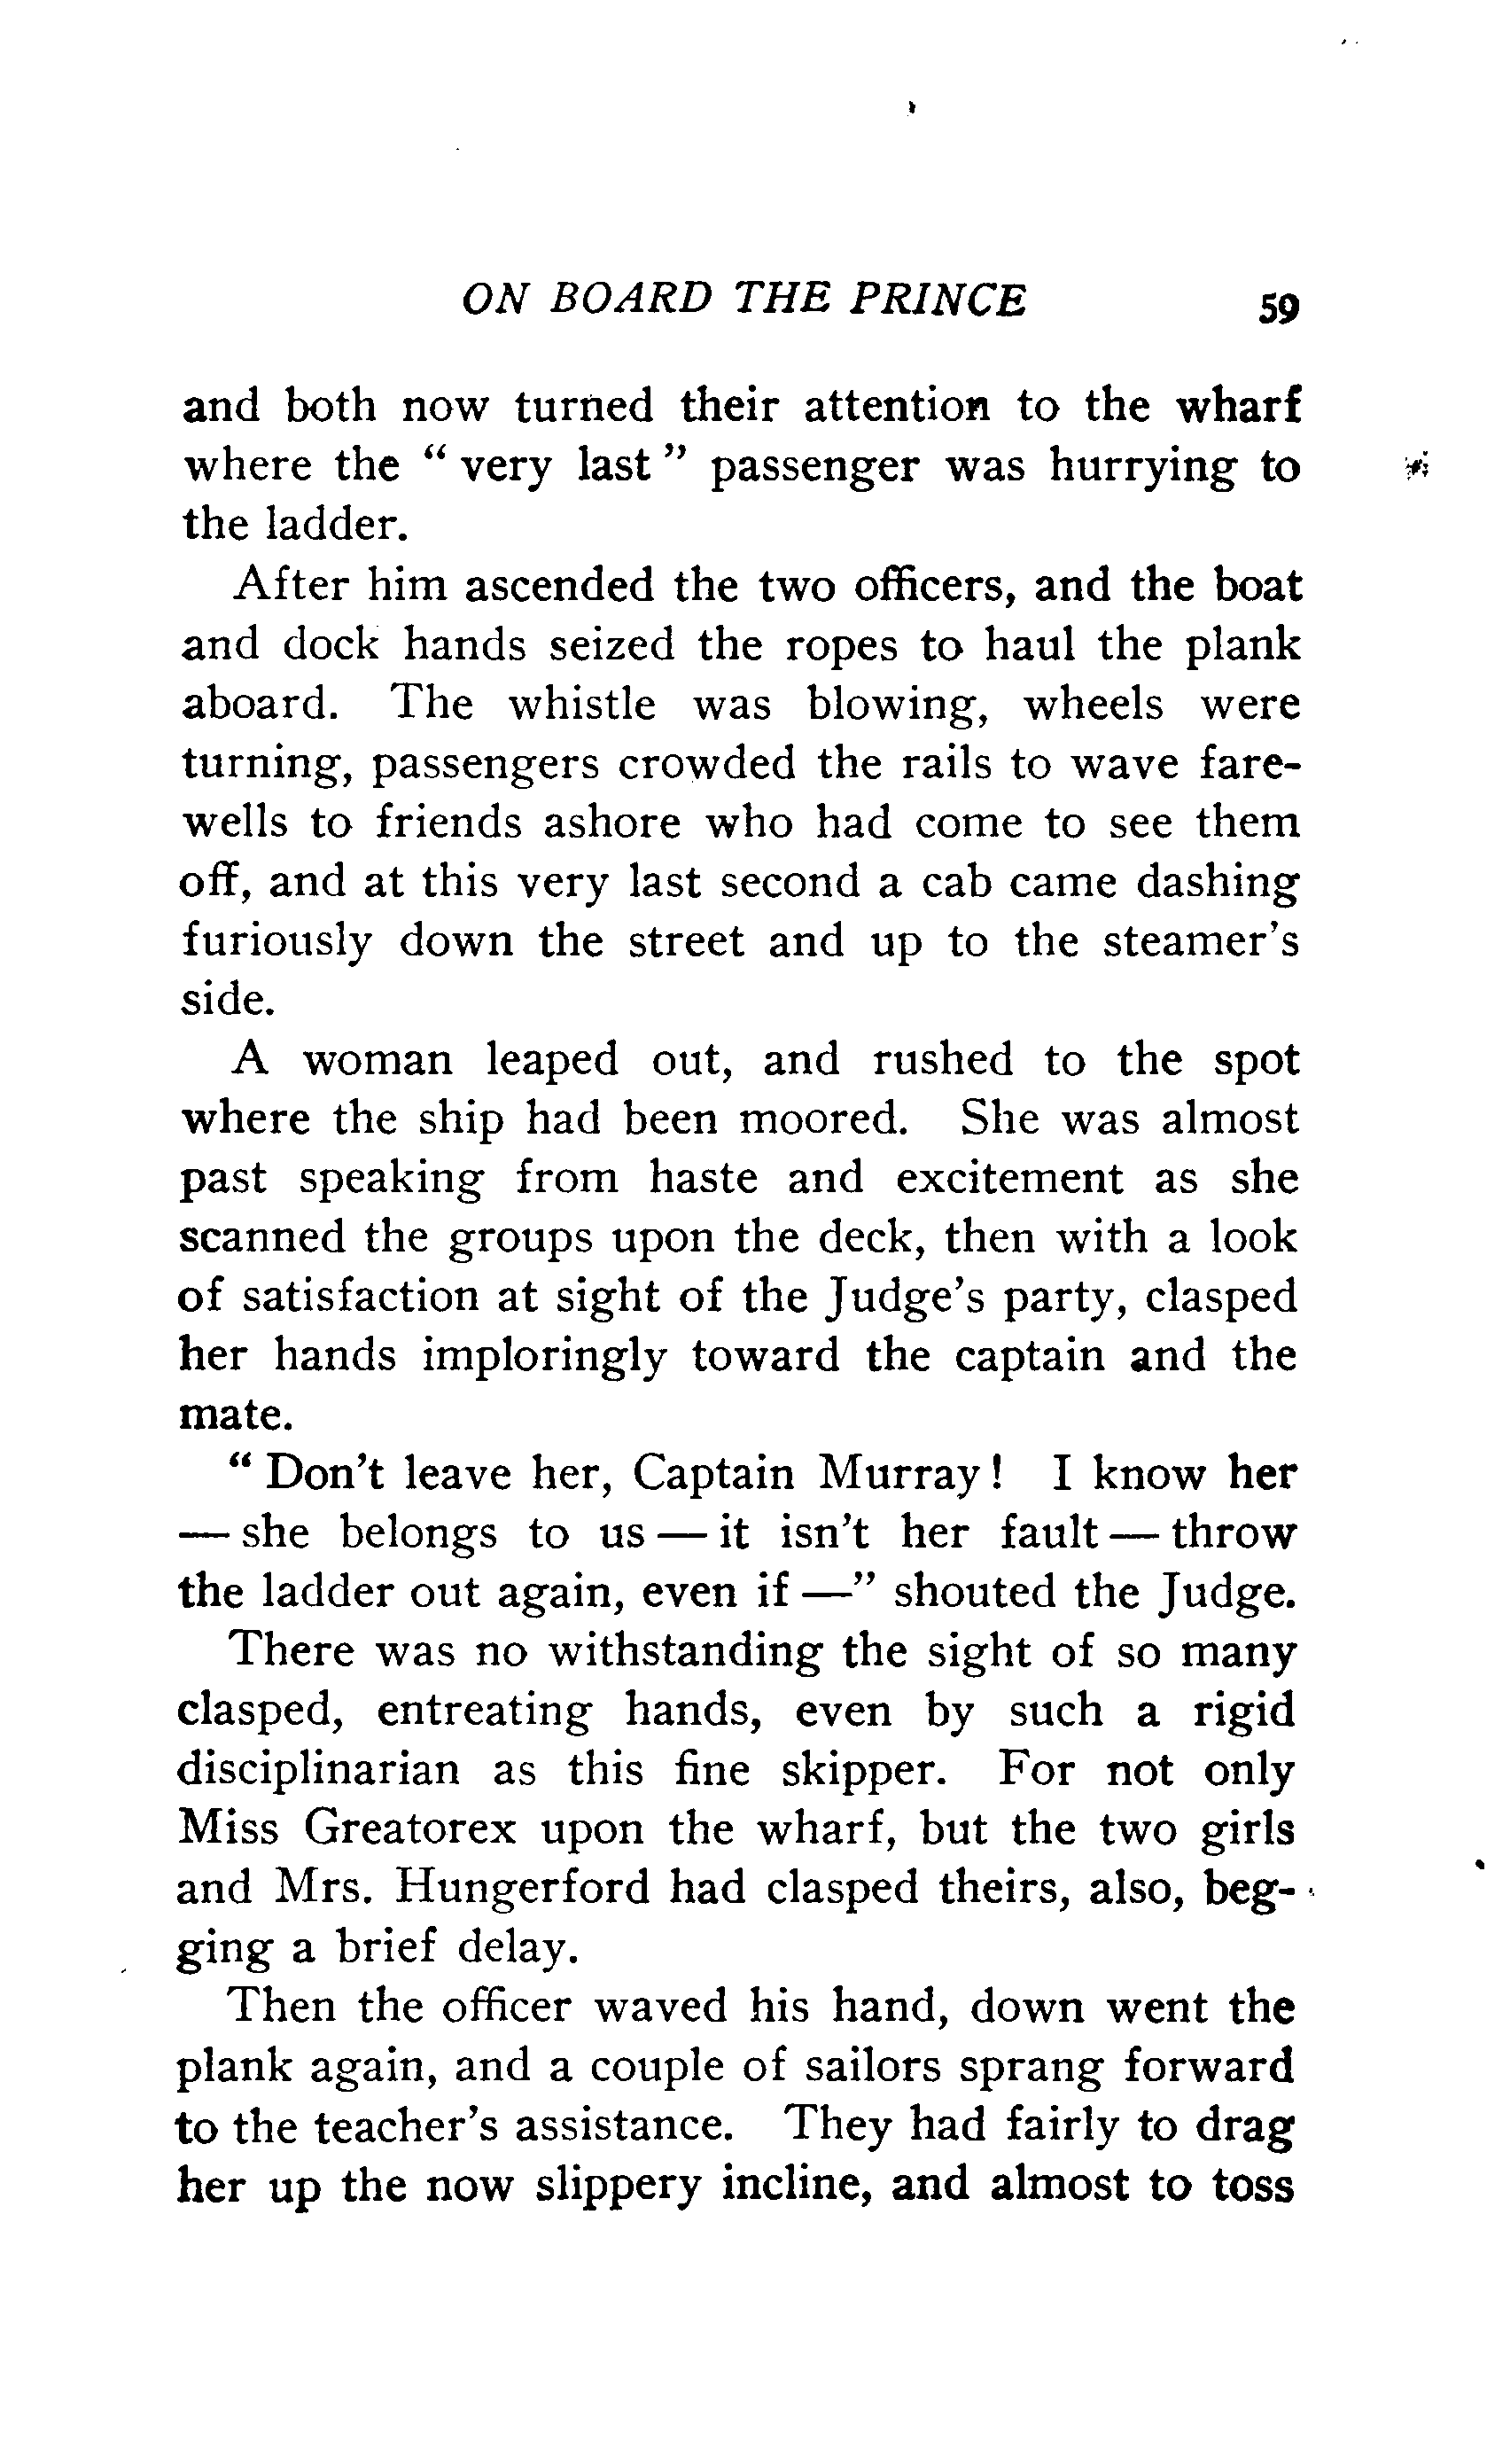 ON BOARD THE PRINCE 59
and both now turned their attention to the wharf
where the " very last " passenger was hurrying to
the ladder.
After him ascended the two officers, and the boat
and dock hands seized the ropes to haul the plank
aboard. The whistle was blowing, wheels were
turning, passengers crowded the rails to wave fare-
wells to friends ashore who had come to see them
off, and at this very last second a cab came dashing
furiously down the street and up to the steamer's
side.
A woman leaped out, and rushed to the spot
where the ship had been moored. She was almost
past speaking from haste and excitement as she
scanned the groups upon the deck, then with a look
of satisfaction at sight of the Judge's party, clasped
her hands imploringly toward the captain and the
mate.
" Don't leave her, Captain Murray! I know her
— she belongs to us — it isn't her fault — throw
the ladder out again, even if —" shouted the Judge.
There was no withstanding the sight of so many
clasped, entreating hands, even by such a rigid
disciplinarian as this fine skipper. For not only
Miss Greatorex upon the wharf, but the two girls
and Mrs. Hungerford had clasped theirs, also, beg-
ging a brief delay.
Then the officer waved his hand, down went the
plank again, and a couple of sailors sprang forward
to the teacher's assistance. They had fairly to drag
her up the now slippery incline, and almost to toss